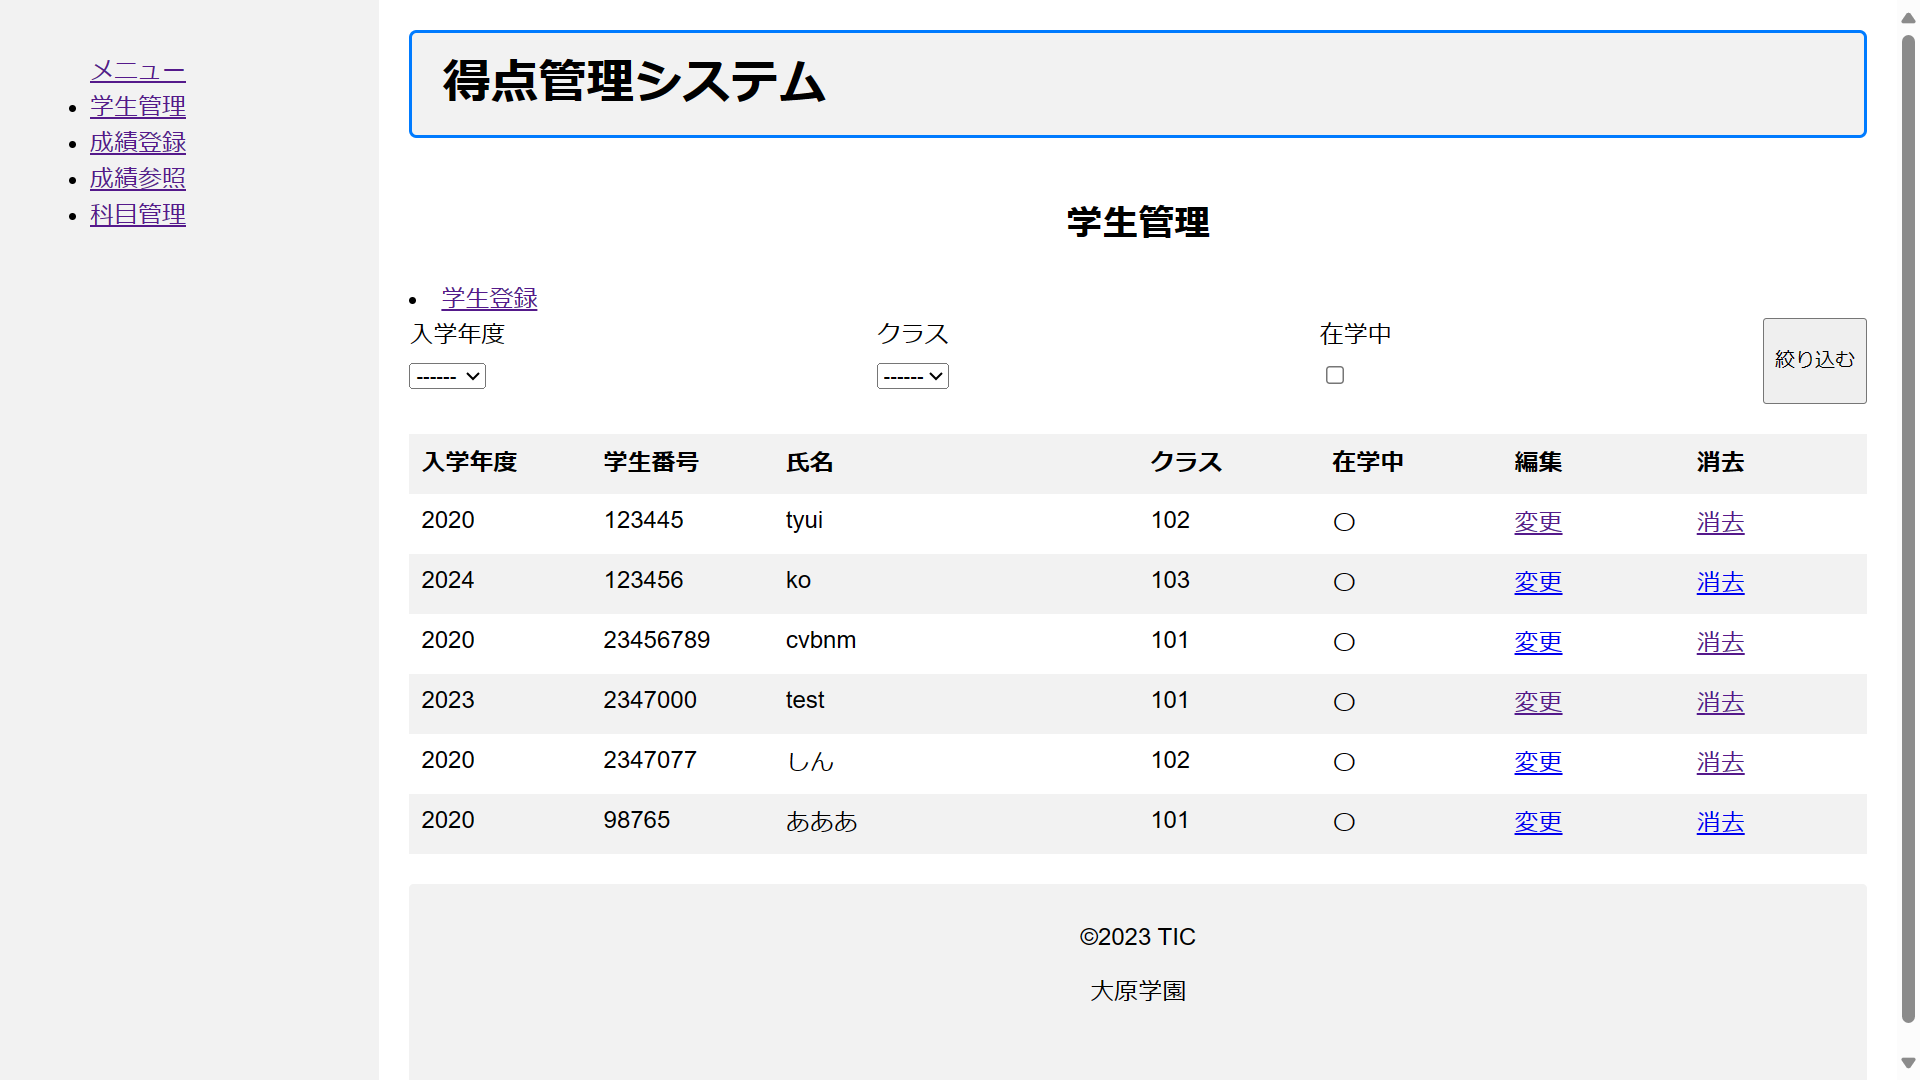 メニュー
学生管理
成績登録
成績参照
科目管理
得点管理システム
学生管理
学生登録
入学年度 クラス 在学中 絞り込む
------ ------
入学年度 学生番号 氏名 クラス 在学中 編集 消去
2020 123445 tyui 102 〇 変更 消去
2024 123456 ko 103 〇 変更 消去
2020 23456789 cvbnm 101 〇 変更 消去
2023 2347000 test 101 〇 変更 消去
2020 2347077 しん 102 〇 変更 消去
2020 98765 あああ 101 〇 変更 消去
©2023 TIC
大原学園